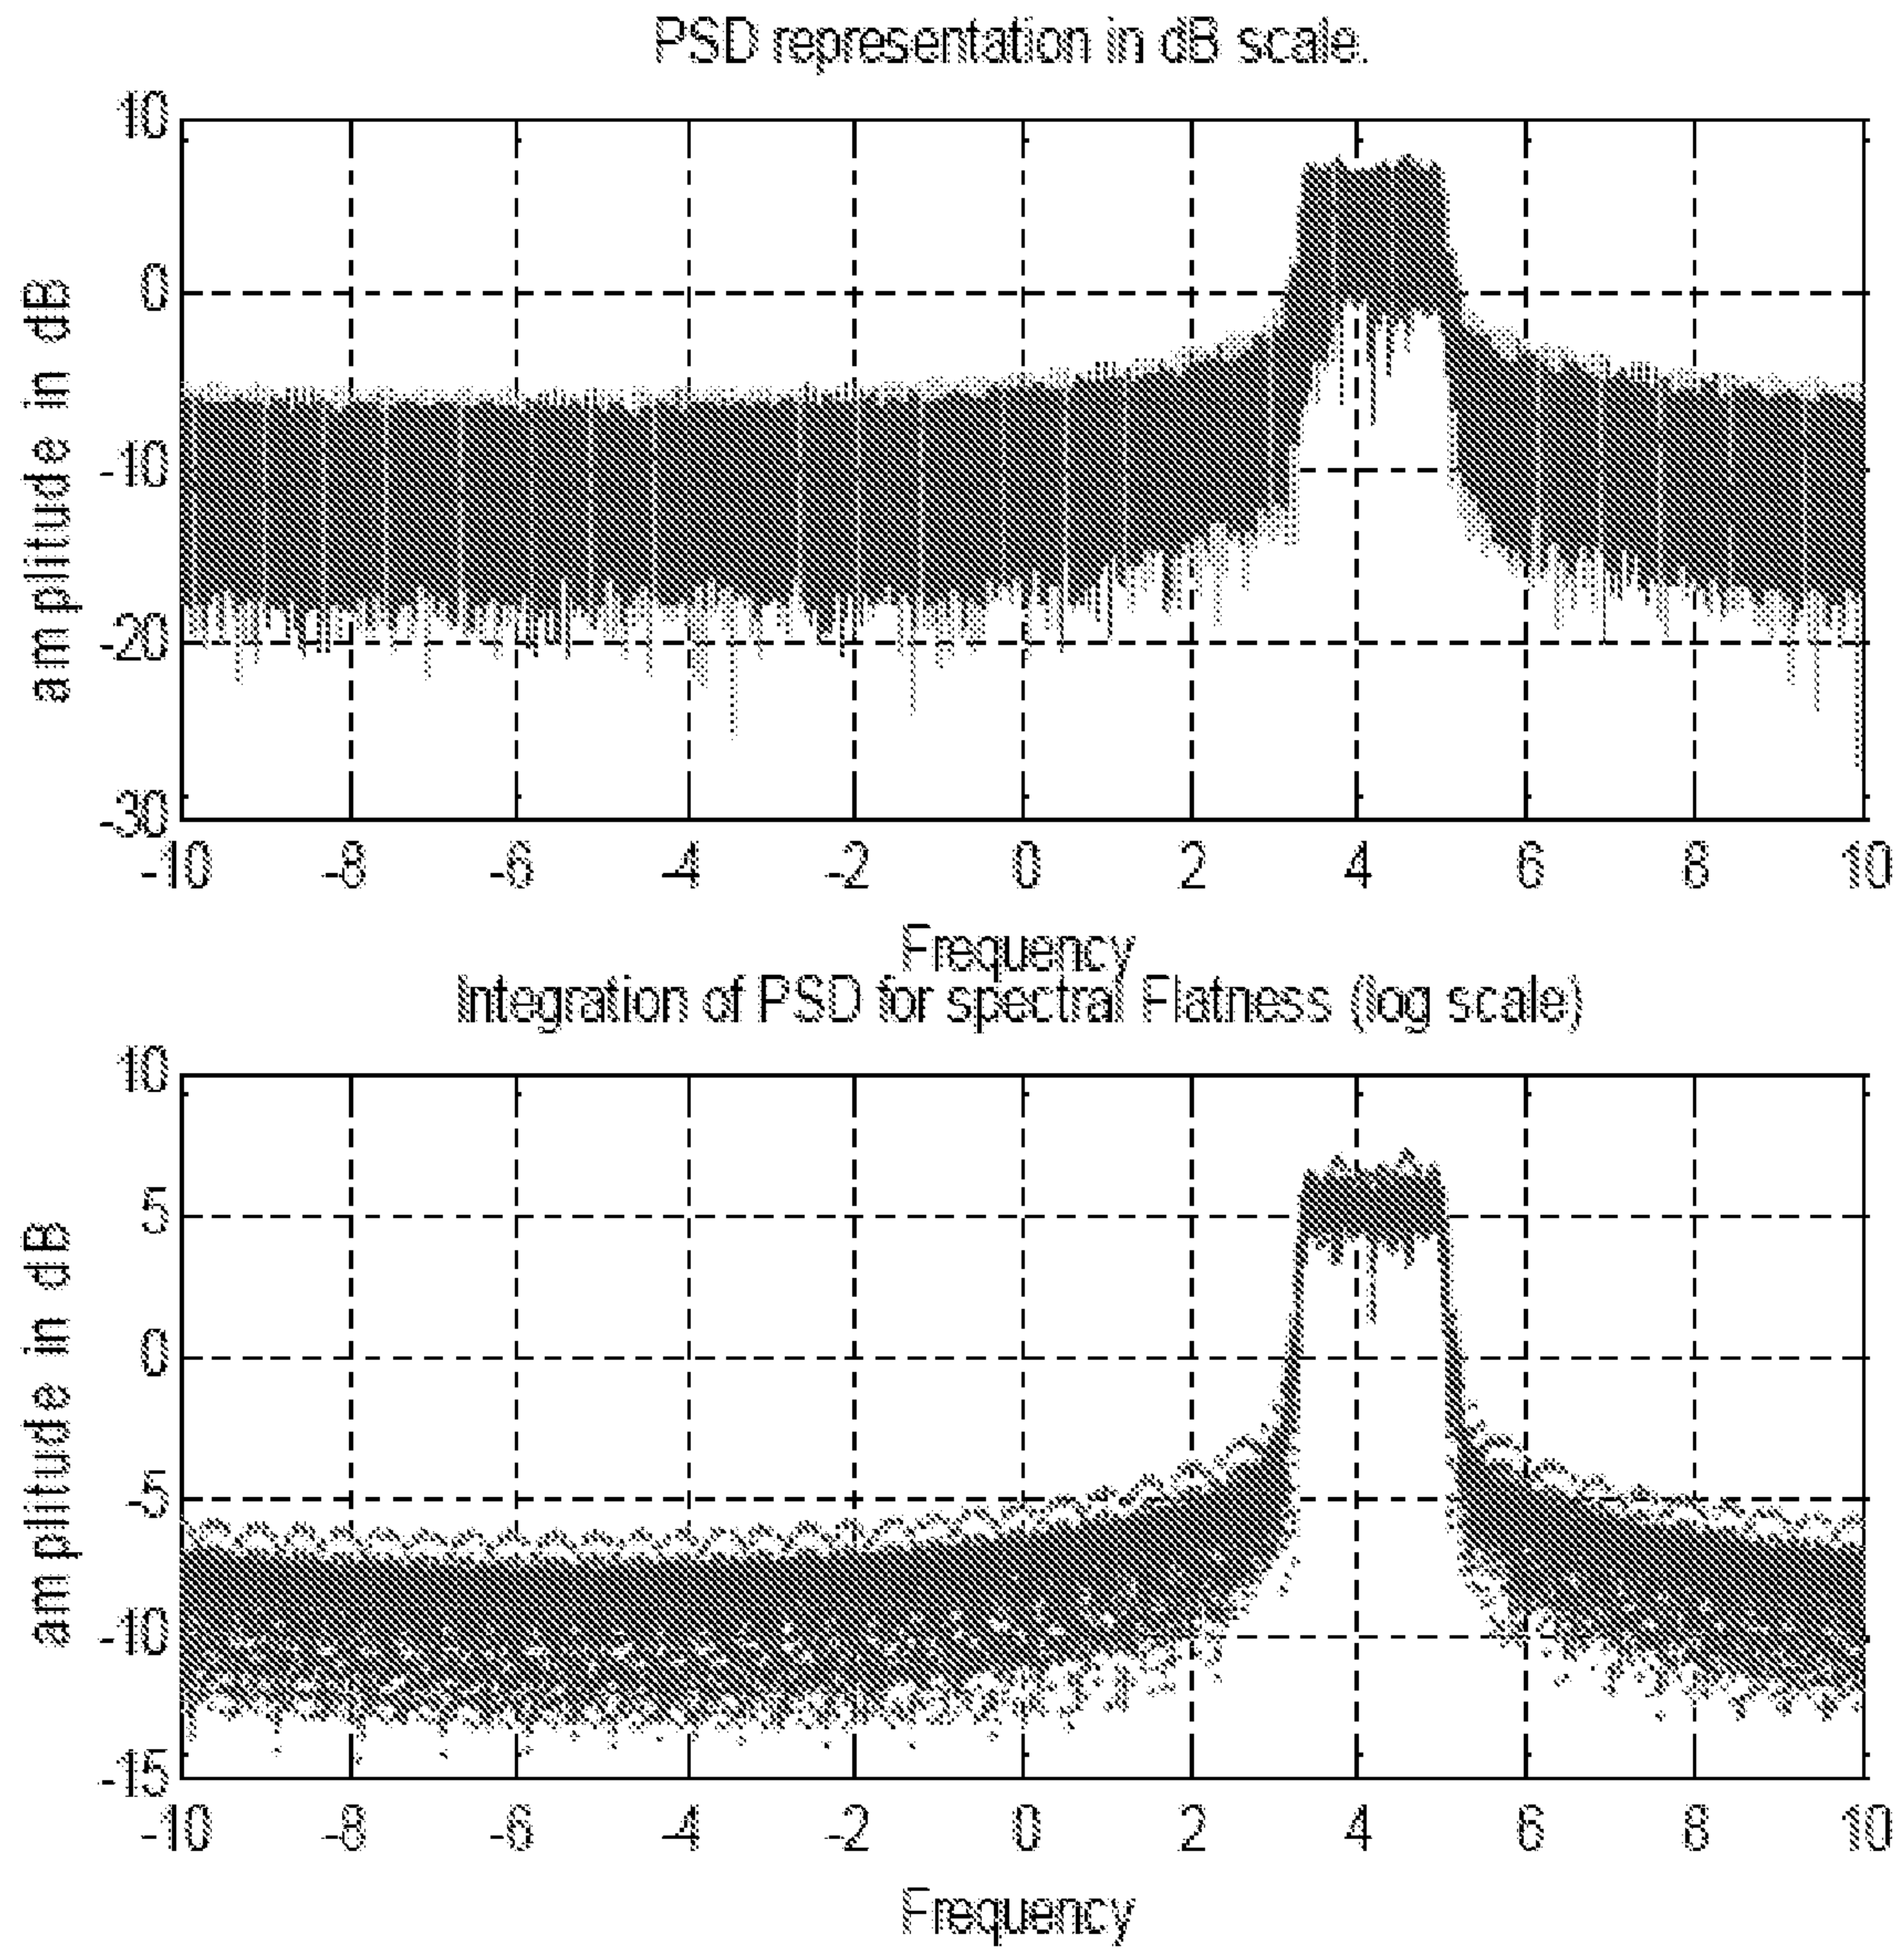 PSD representation in dB scale.
10
0
-10
-20
-30
amplitude in dB
-10 -8 -6 -4 -2 0 2 4 6 8 10
Frequency
Integration of PSD for spectral Flatness (log scale)
10
5
0
-5
-10
-15
amplitude in dB
-10 -8 -6 -4 -2 0 2 4 6 8 10
Frequency